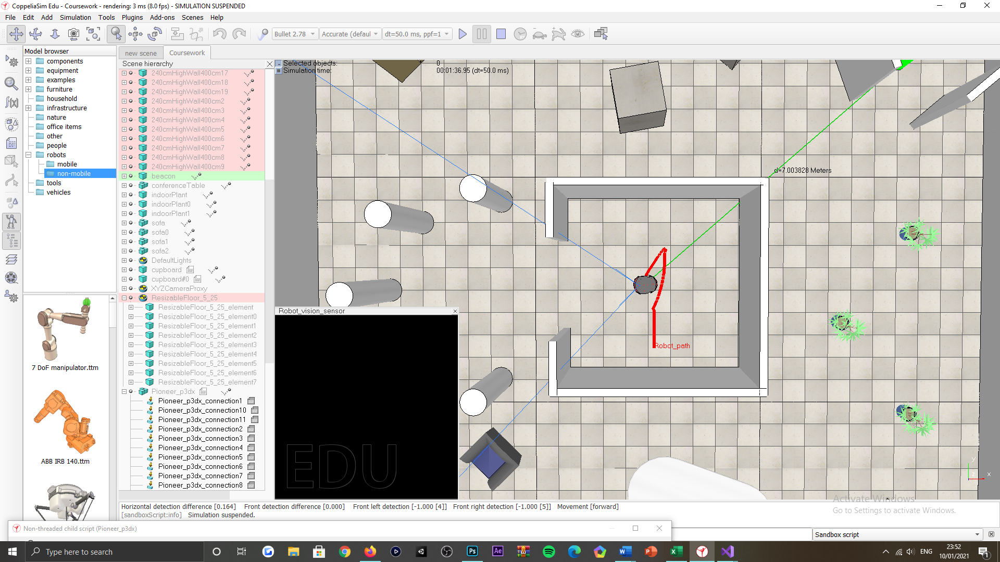 CoppeliaSim Edu - Coursework - rendering: 3 ms (8.0 fps) - SIMULATION SUSPENDED
File Edit Add Simulation Tools Plugins Add-ons Scenes Help
Bullet 2.78 Accurate (defaul dt=50.0 ms, ppf=1
Model browser
components
equipment
examples
furniture
household
infrastructure
nature
office items
other
people
robots
mobile
non-mobile
tools
vehicles
7 DoF manipulator.ttm
ABB IRB 140.ttm
new scene Coursework
Scene hierarchy
240cmHighWall400cm17
240cmHighWall400cm18
240cmHighWall400cm19
240cmHighWall400cm2
240cmHighWall400cm3
240cmHighWall400cm4
240cmHighWall400cm5
240cmHighWall400cm6
240cmHighWall400cm7
240cmHighWall400cm8
240cmHighWall400cm9
beacon
conferenceTable
indoorPlant
indoorPlant0
indoorPlant1
sofa
sofa0
sofa1
sofa2
DefaultLights
cupboard
cupboard#0
XYZCameraProxy
ResizableFloor_5_25
ResizableFloor_5_25_element
ResizableFloor_5_25_element0
ResizableFloor_5_25_element1
ResizableFloor_5_25_element2
ResizableFloor_5_25_element3
ResizableFloor_5_25_element4
ResizableFloor_5_25_element5
ResizableFloor_5_25_element6
ResizableFloor_5_25_element7
Pioneer_p3dx
Pioneer_p3dx_connection1
Pioneer_p3dx_connection10
Pioneer_p3dx_connection11
Pioneer_p3dx_connection2
Pioneer_p3dx_connection3
Pioneer_p3dx_connection4
Pioneer_p3dx_connection5
Pioneer_p3dx_connection6
Pioneer_p3dx_connection7
Pioneer_p3dx_connection8
Selected objects: 0
Simulation time: 00:01:36.95 (dt=50.0 ms)
d=7.003828 Meters
Robot_vision_sensor
EDU
Robot_path
y
z x
Activate Windows
Go to Settings to activate Windows.
Horizontal detection difference [0.164] Front detection difference [0.000] Front left detection [-1.000 [4]] Front right detection [-1.000 [5]] Movement [forward]
[sandboxScript:info] Simulation suspended.
Non-threaded child script (Pioneer_p3dx)
Sandbox script
Type here to search
Ps
Ae
ENG
23:52
10/01/2021
1